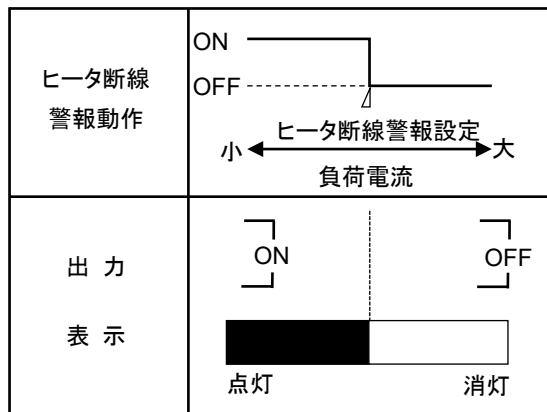 ヒータ断線
警報動作
ON
OFF
ヒータ断線警報設定
小 大
負荷電流
出 力
表 示
ON OFF
点灯 消灯